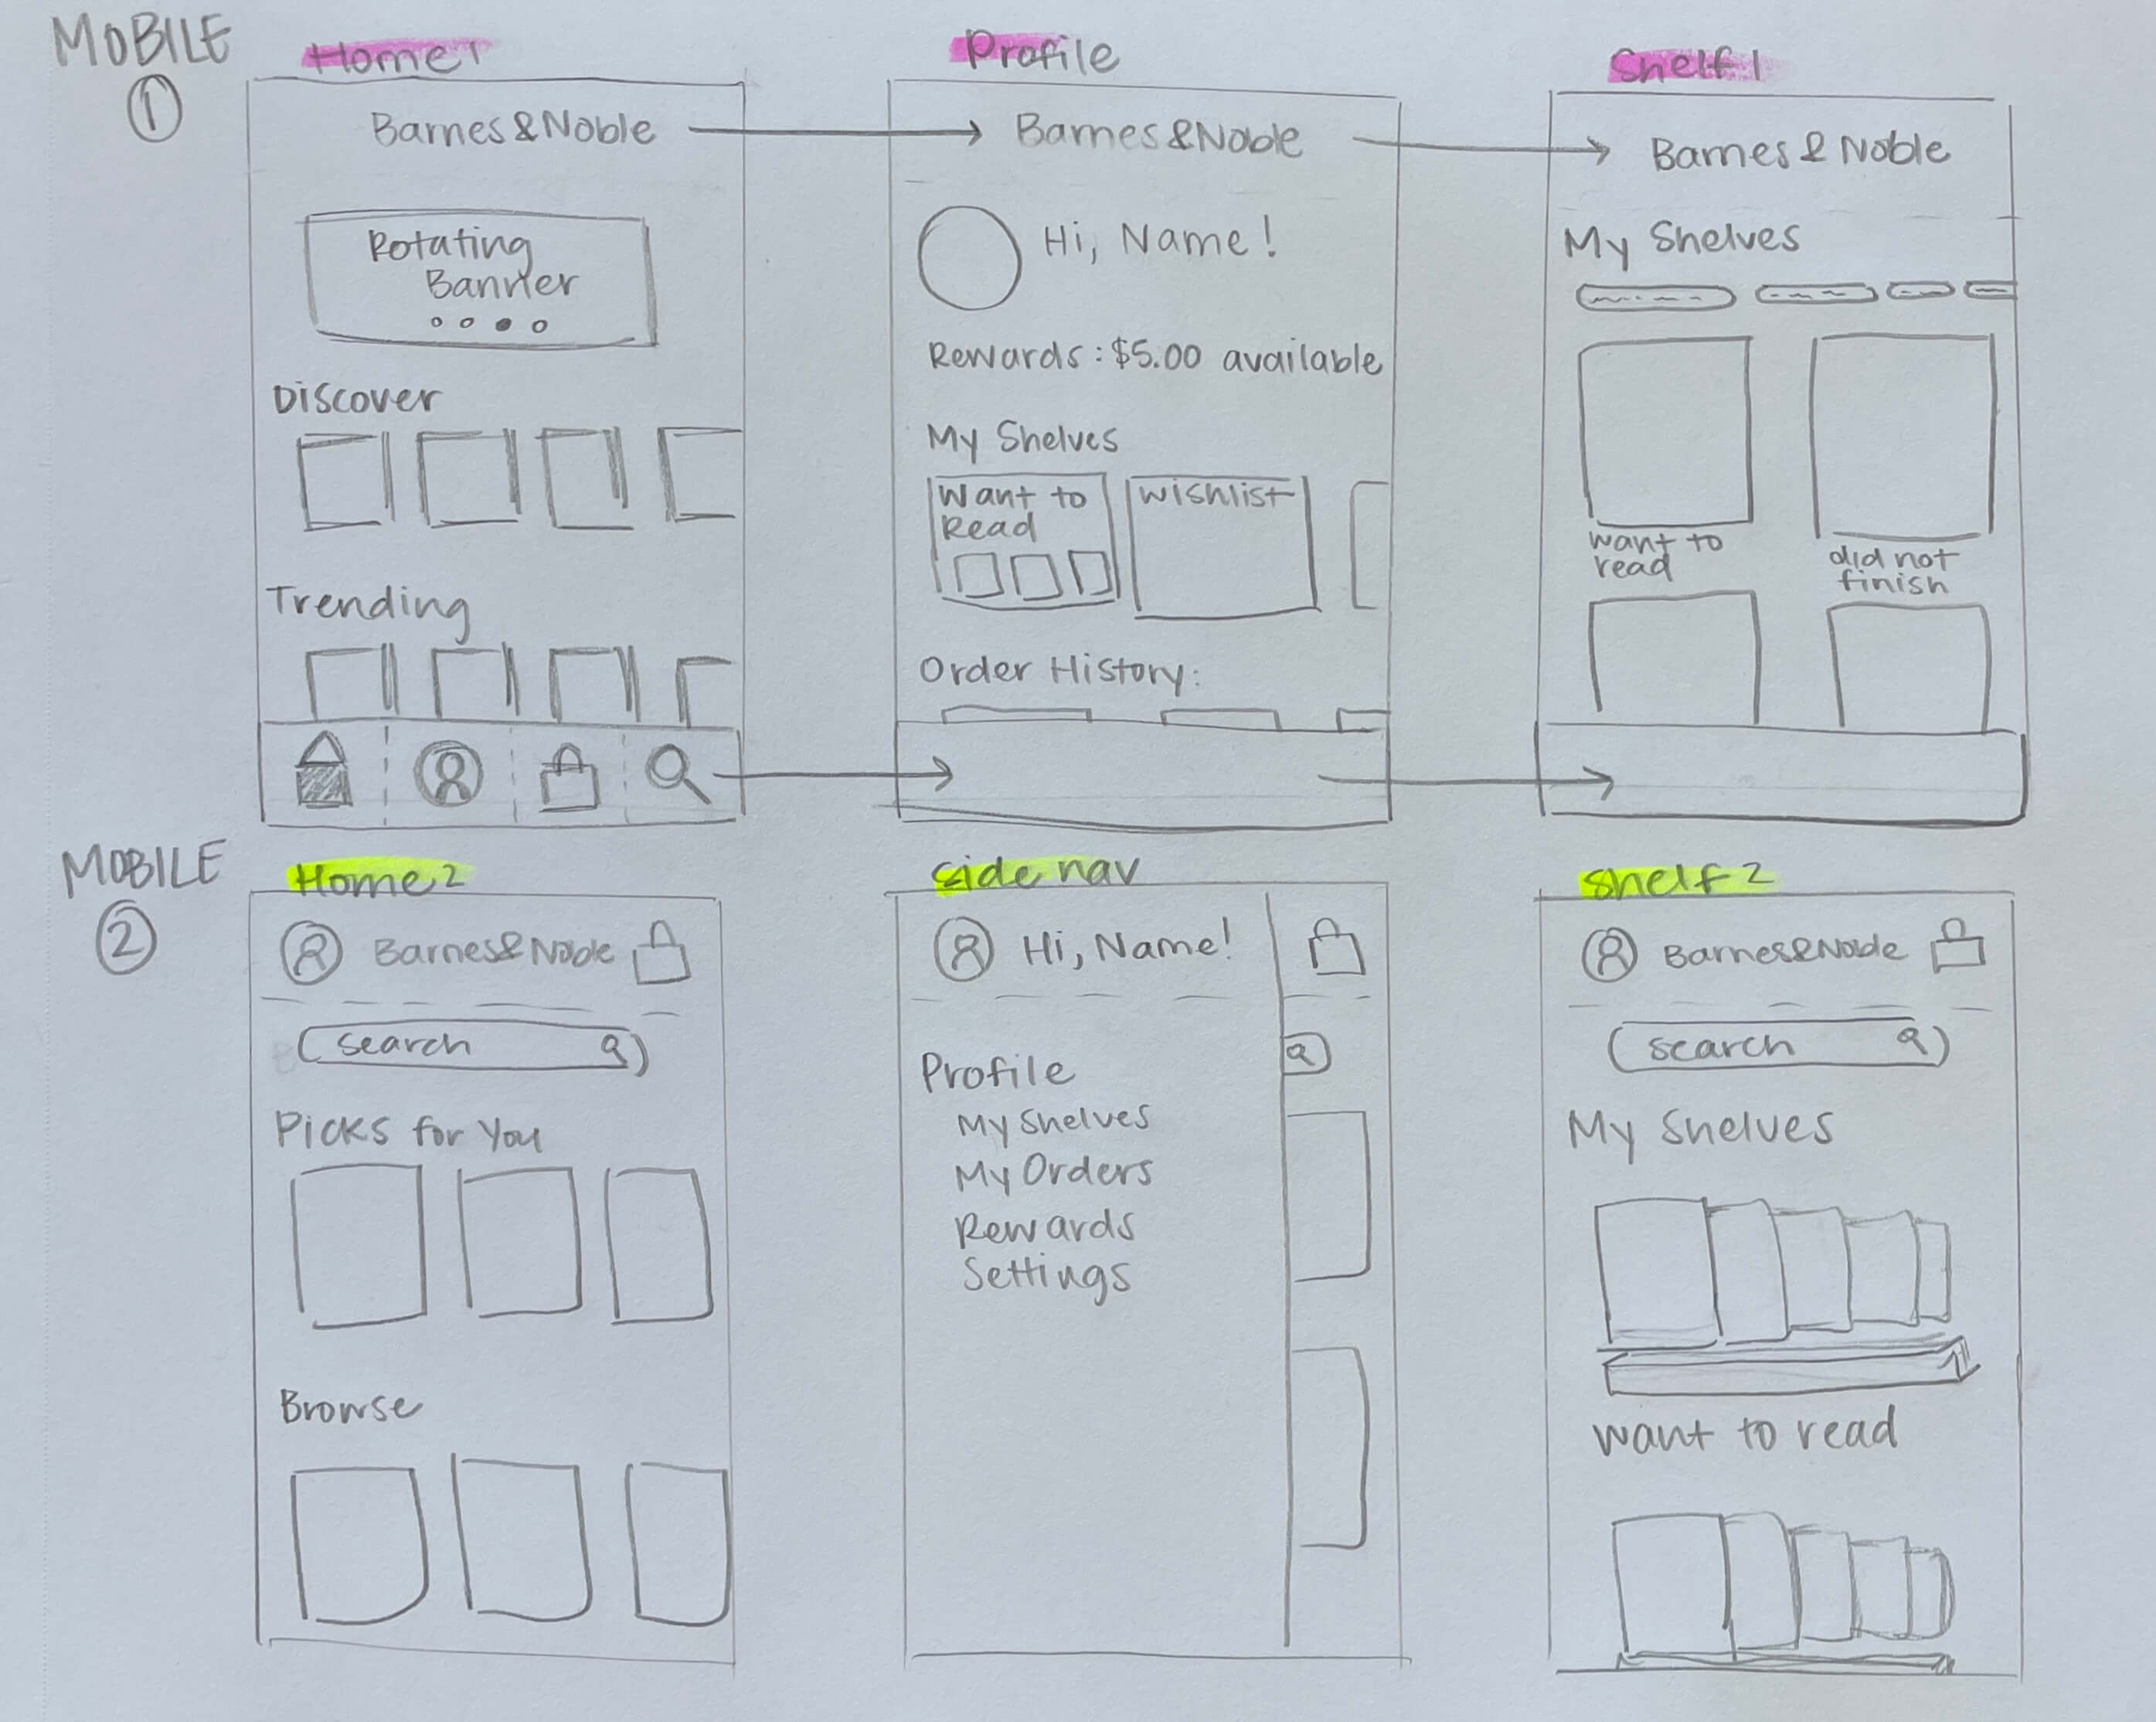 MOBILE
1
Home 1
Barnes&Noble
Rotating
Banner
Discover
Trending
Profile
Barnes&Noble
Hi, Name!
Rewards: $5.00 available
My Shelves
Want to
Read
Wishlist
Order History:
Shelf 1
Barnes & Noble
My Shelves
want to
read
did not
finish
MOBILE
2
Home 2
Barnes&Noble
search
Picks for You
Browse
Side nav
Hi, Name!
Profile
My Shelves
My Orders
Rewards
Settings
Shelf 2
Barnes&Noble
search
My Shelves
want to read